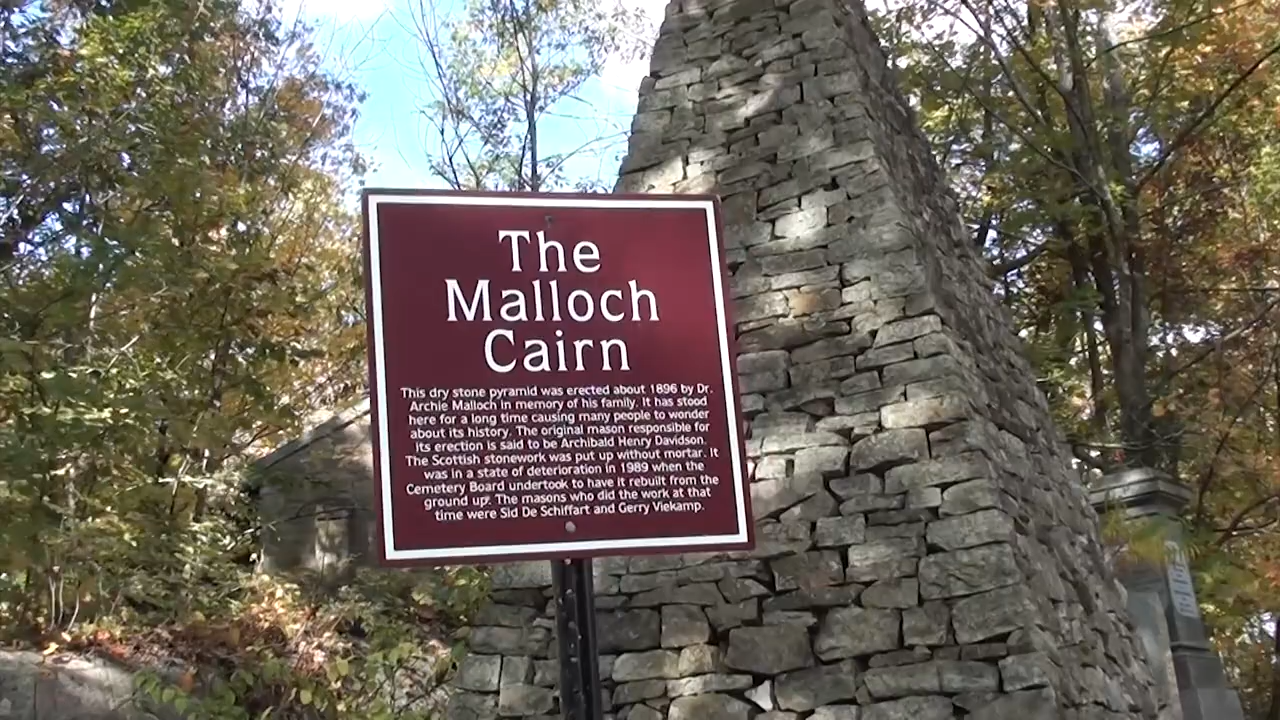 The
Malloch
Cairn
This dry stone pyramid was erected about 1896 by Dr.
Archie Malloch in memory of his family. It has stood
here for a long time causing many people to wonder
about its history. The original mason responsible for
its erection is said to be Archibald Henry Davidson.
The Scottish stonework was put up without mortar. It
was in a state of deterioration in 1989 when the
Cemetery Board undertook to have it rebuilt from the
ground up. The masons who did the work at that
time were Sid De Schiffart and Gerry Viekamp.